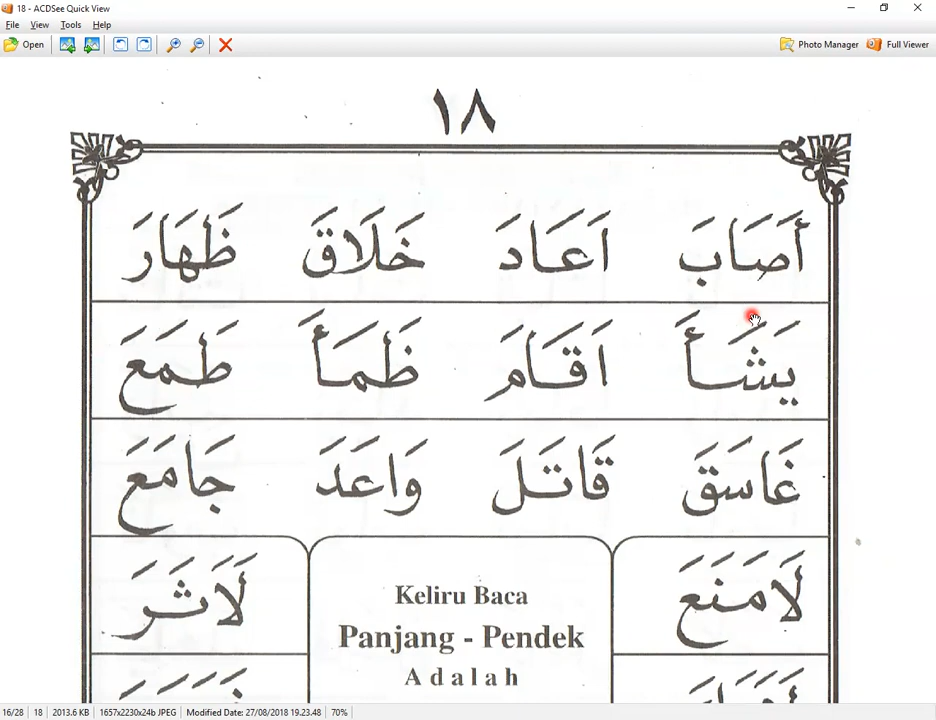 18 - ACDSee Quick View
File View Tools Help
Open Photo Manager Full Viewer
١٨
أَصَابَ اَعَادَ خَلَاقَ ظَهَارَ
يَشَأَ اَقَامَ ظَمَأَ طَمَعَ
غَاسَقَ قَاتَلَ وَاعَدَ جَامَعَ
لَامَنَعَ لَاثَرَ
Keliru Baca
Panjang - Pendek
Adalah
16/28 18 2013.6 KB 1657x2230x24b JPEG Modified Date: 27/08/2018 19.23.48 70%